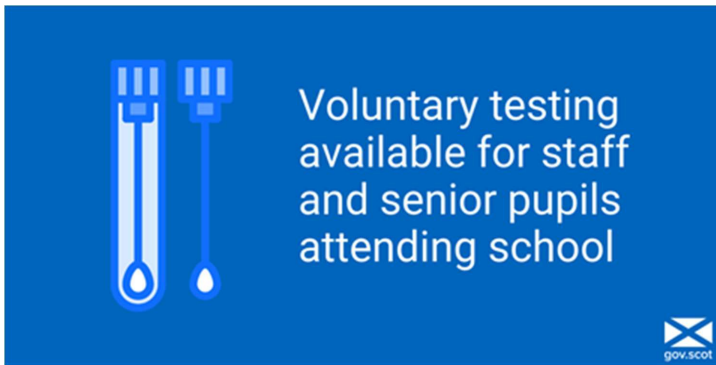 Voluntary testing
available for staff
and senior pupils
attending school
gov.scot